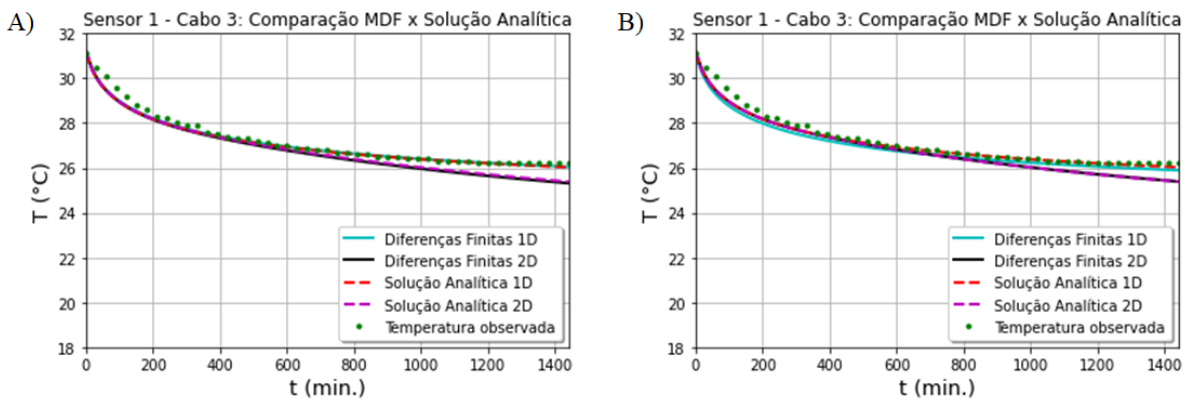 A)
Sensor 1 - Cabo 3: Comparação MDF x Solução Analítica
32
30
28
26
24
22
20
18
T (°C)
0 200 400 600 800 1000 1200 1400
t (min.)
Diferenças Finitas 1D
Diferenças Finitas 2D
Solução Analítica 1D
Solução Analítica 2D
Temperatura observada
B)
Sensor 1 - Cabo 3: Comparação MDF x Solução Analítica
32
30
28
26
24
22
20
18
T (°C)
0 200 400 600 800 1000 1200 1400
t (min.)
Diferenças Finitas 1D
Diferenças Finitas 2D
Solução Analítica 1D
Solução Analítica 2D
Temperatura observada